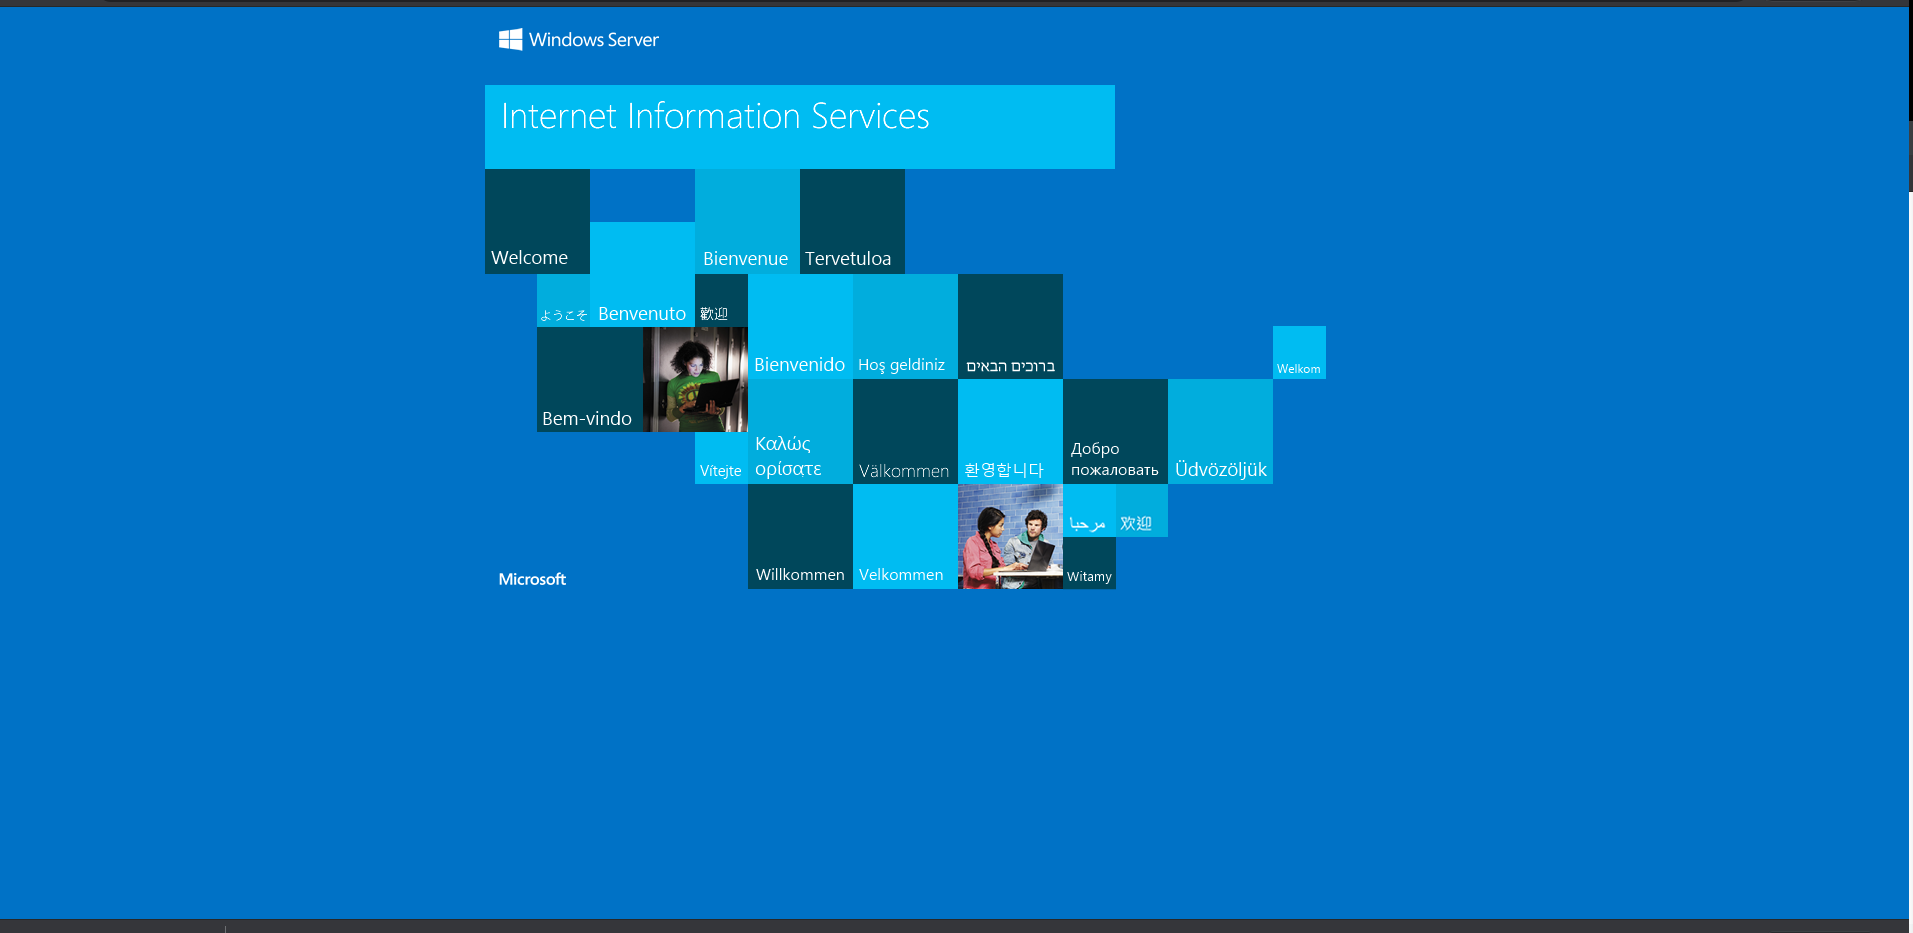 Windows Server
Internet Information Services
Welcome
Bienvenue
Tervetuloa
ようこそ
Benvenuto
歡迎
Bienvenido
Hoş geldiniz
ברוכים הבאים
Welkom
Bem-vindo
Vítejte
Καλώς
ορίσατε
Välkommen
환영합니다
Добро
пожаловать
Üdvözöljük
Willkommen
Velkommen
مرحبا
欢迎
Witamy
Microsoft